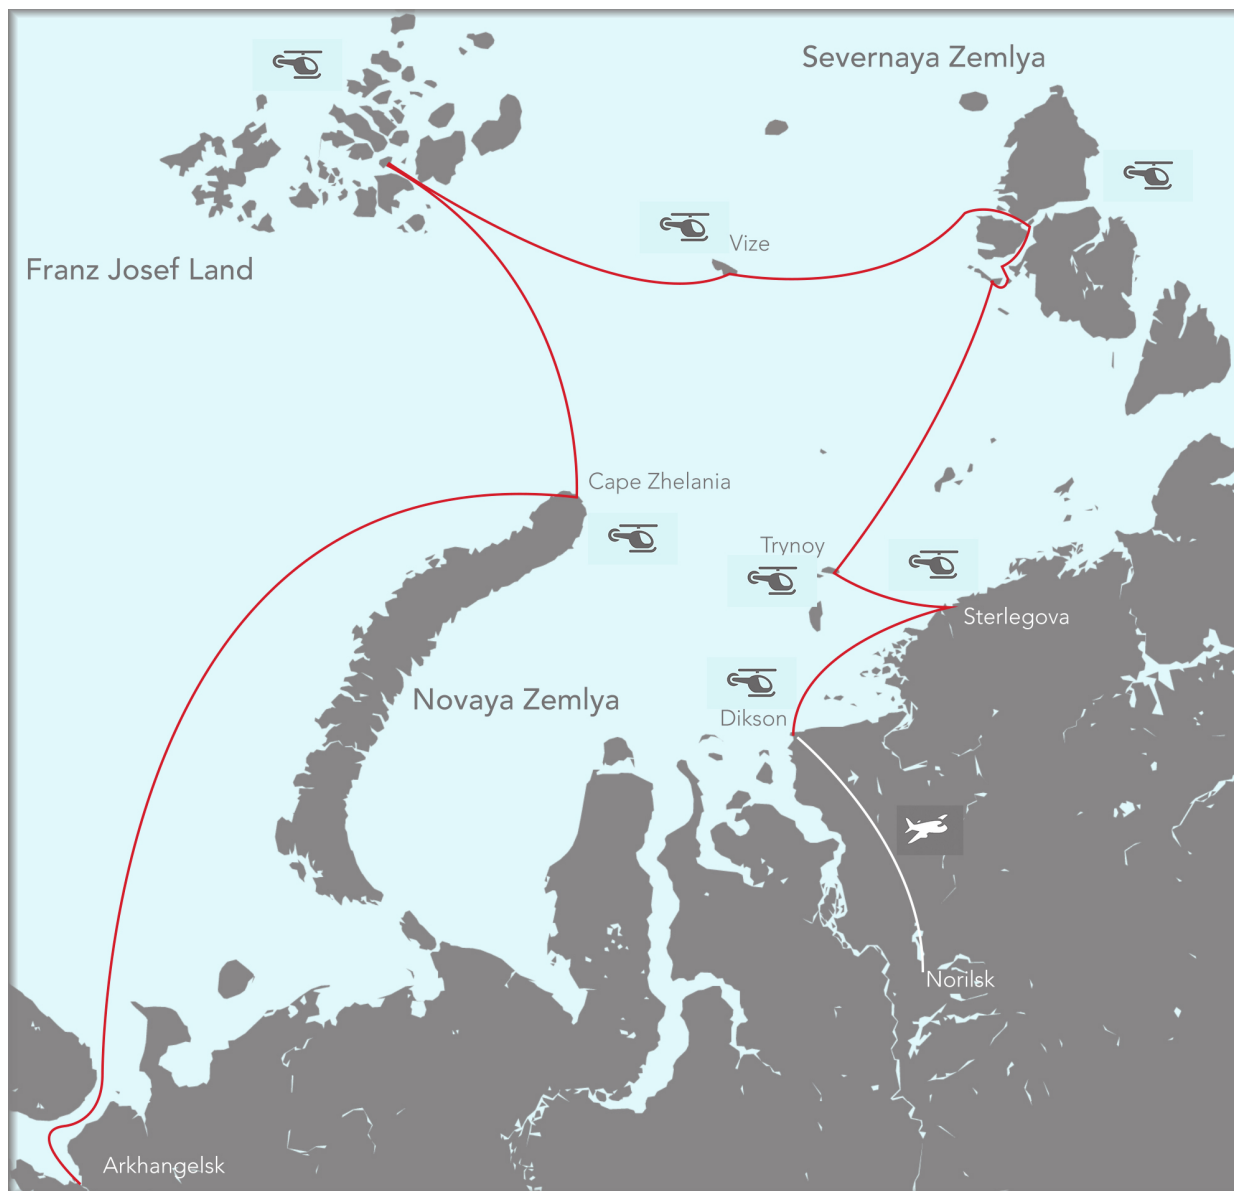 Severnaya Zemlya
Vize
Franz Josef Land
Cape Zhelania
Trynoy
Sterlegova
Novaya Zemlya
Dikson
Norilsk
Arkhangelsk